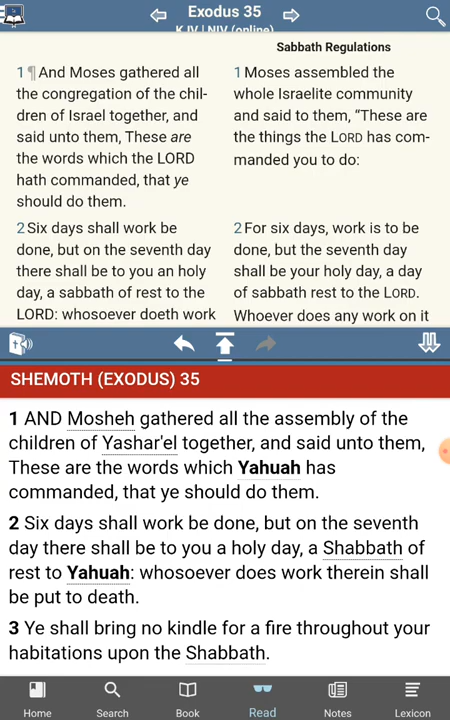 Exodus 35
KJV | NIV (online)
Sabbath Regulations
1 ¶ And Moses gathered all
the congregation of the chil-
dren of Israel together, and
said unto them, These are
the words which the LORD
hath commanded, that ye
should do them.
2 Six days shall work be
done, but on the seventh day
there shall be to you an holy
day, a sabbath of rest to the
LORD: whosoever doeth work
1 Moses assembled the
whole Israelite community
and said to them, “These are
the things the LORD has com-
manded you to do:
2 For six days, work is to be
done, but the seventh day
shall be your holy day, a day
of sabbath rest to the LORD.
Whoever does any work on it
SHEMOTH (EXODUS) 35
1 AND Mosheh gathered all the assembly of the
children of Yashar'el together, and said unto them,
These are the words which Yahuah has
commanded, that ye should do them.
2 Six days shall work be done, but on the seventh
day there shall be to you a holy day, a Shabbath of
rest to Yahuah: whosoever does work therein shall
be put to death.
3 Ye shall bring no kindle for a fire throughout your
habitations upon the Shabbath.
Home
Search
Book
Read
Notes
Lexicon